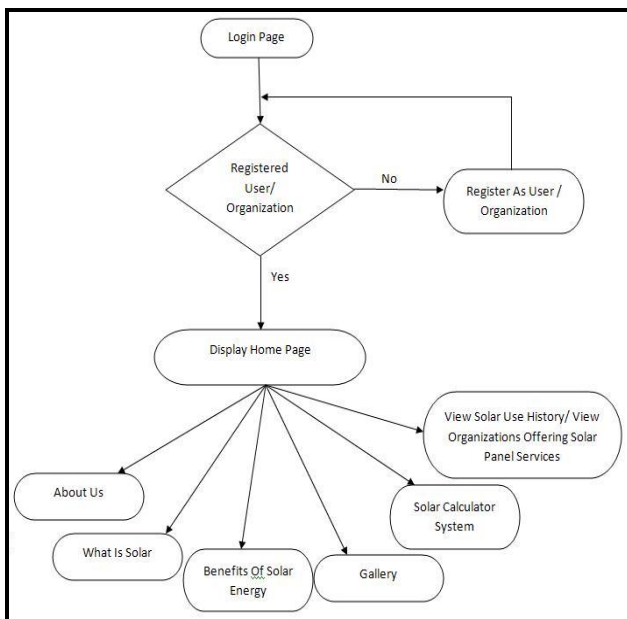 Login Page
Registered
User/
Organization
No
Register As User /
Organization
Yes
Display Home Page
View Solar Use History/ View
Organizations Offering Solar
Panel Services
About Us
Solar Calculator
System
What Is Solar
Benefits Of Solar
Energy
Gallery